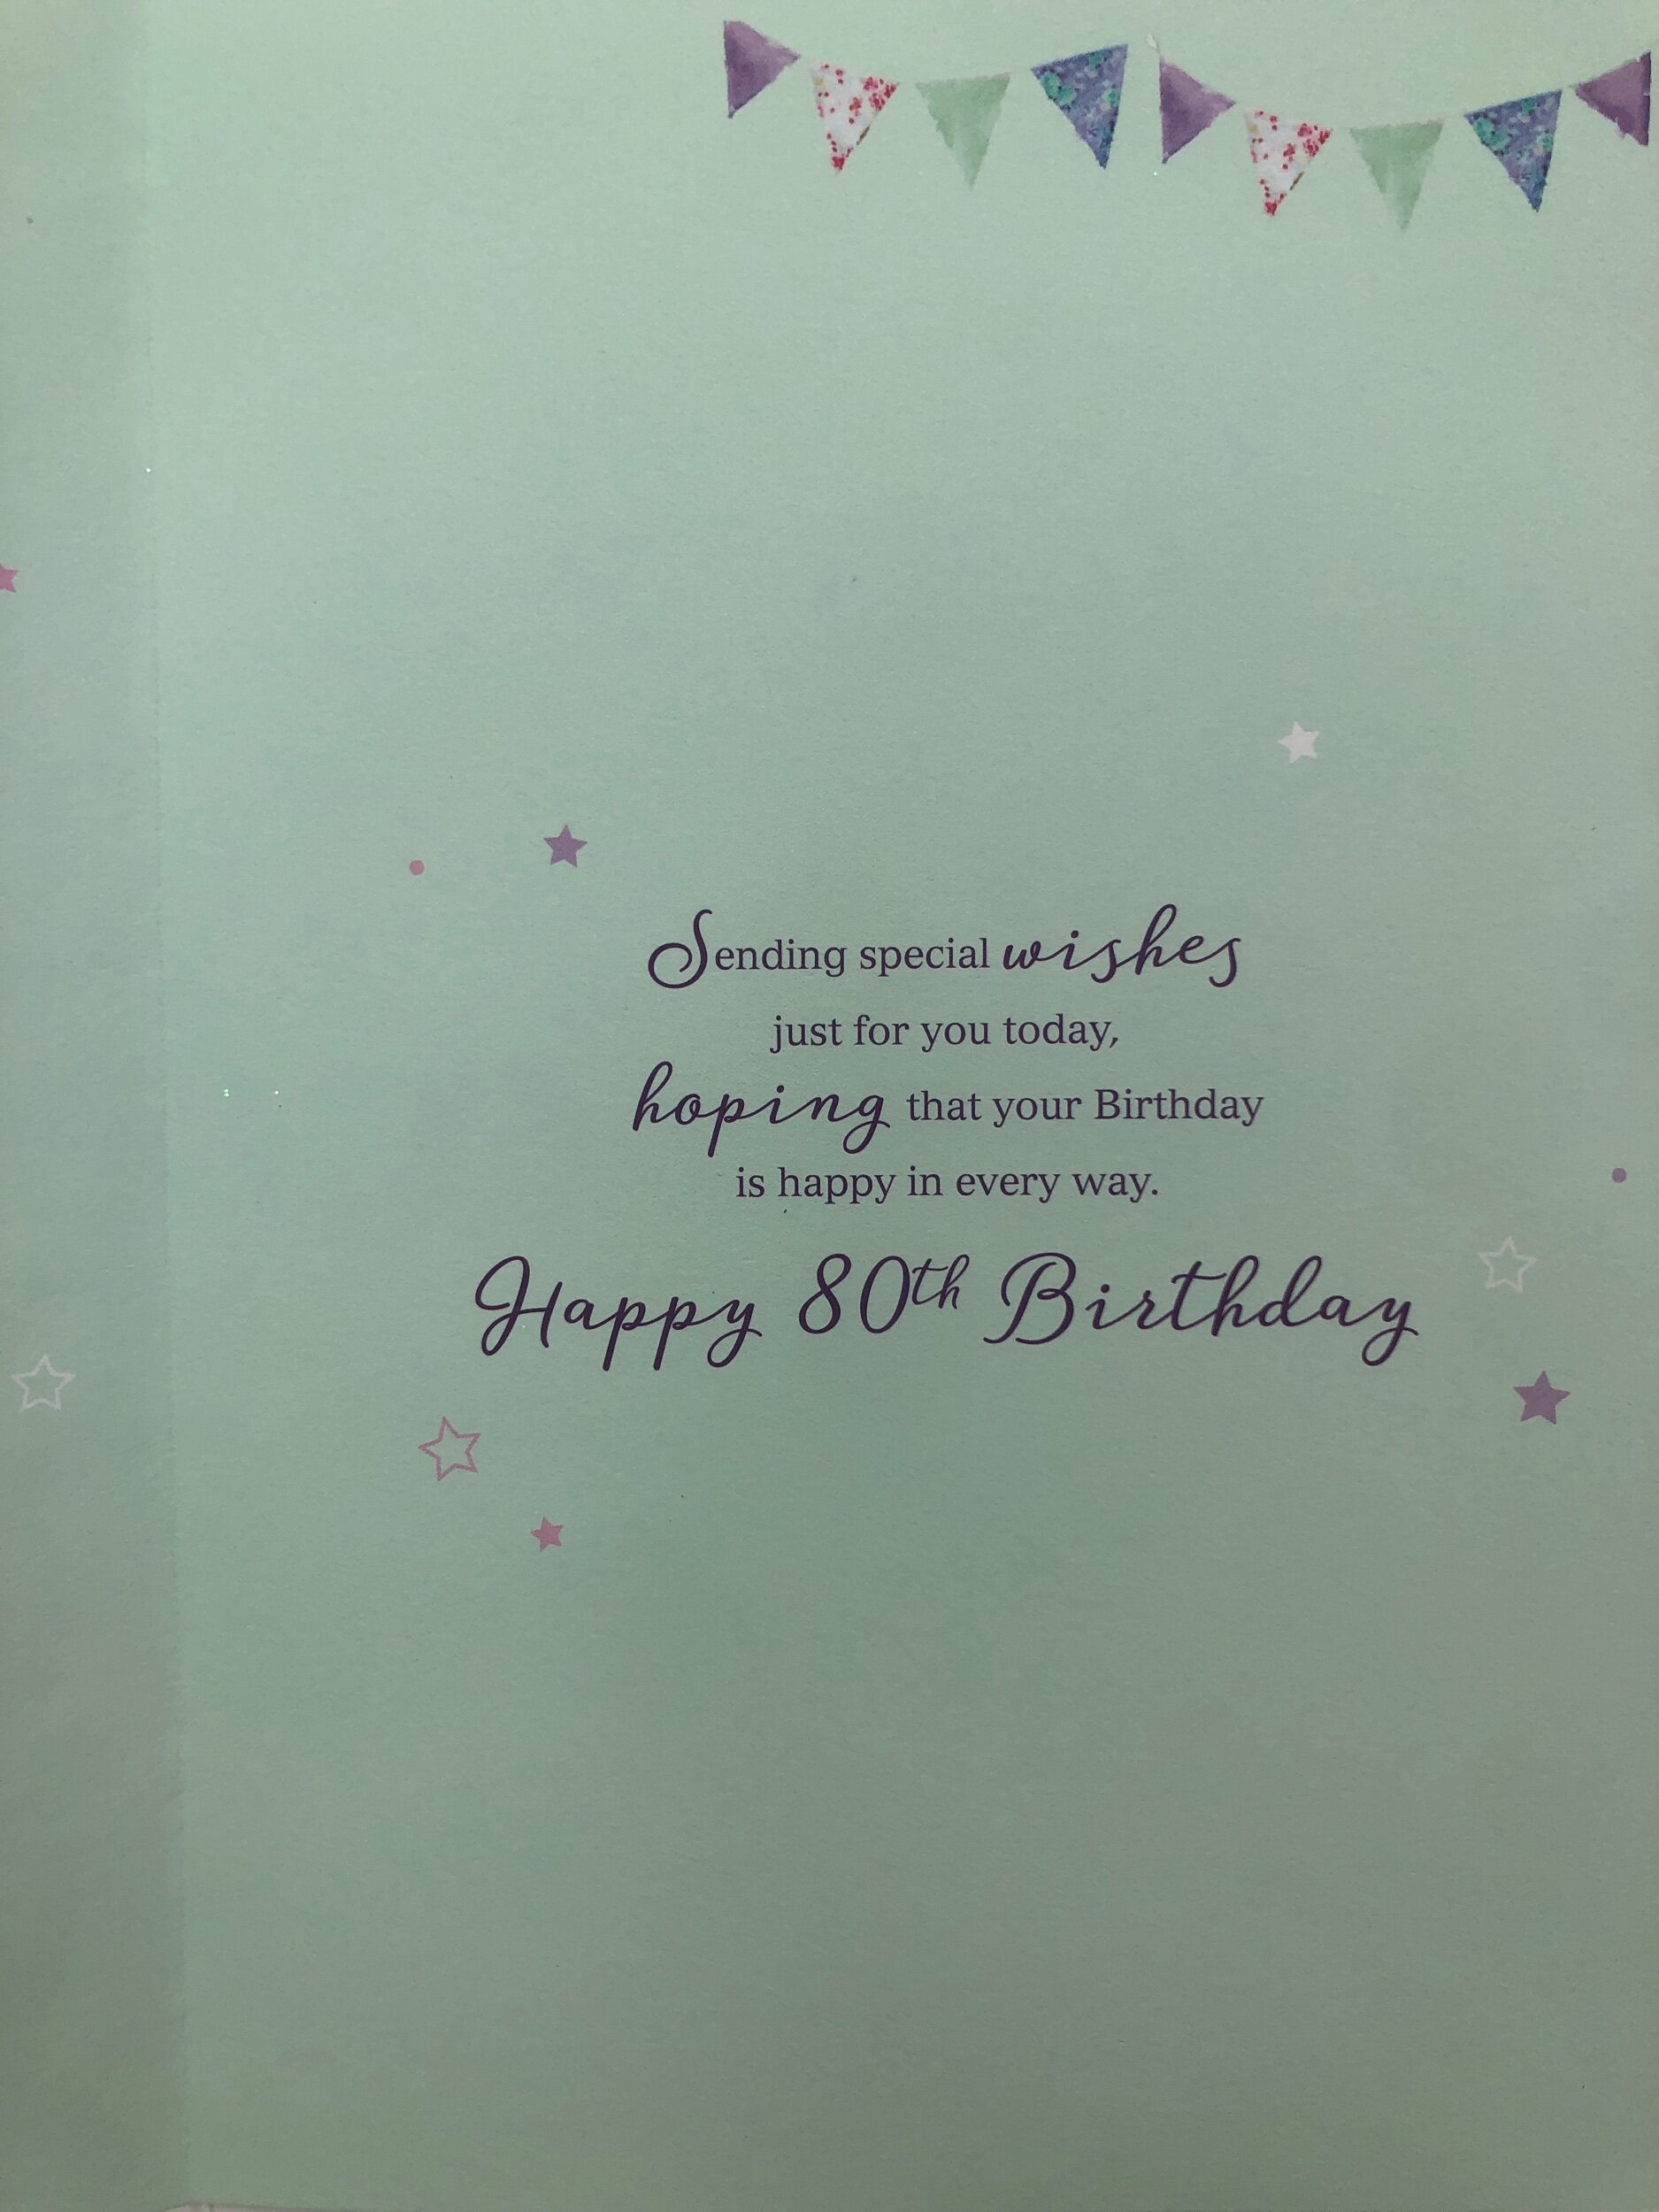 Sending special wishes
just for you today,
hoping that your Birthday
is happy in every way.
Happy 80th Birthday